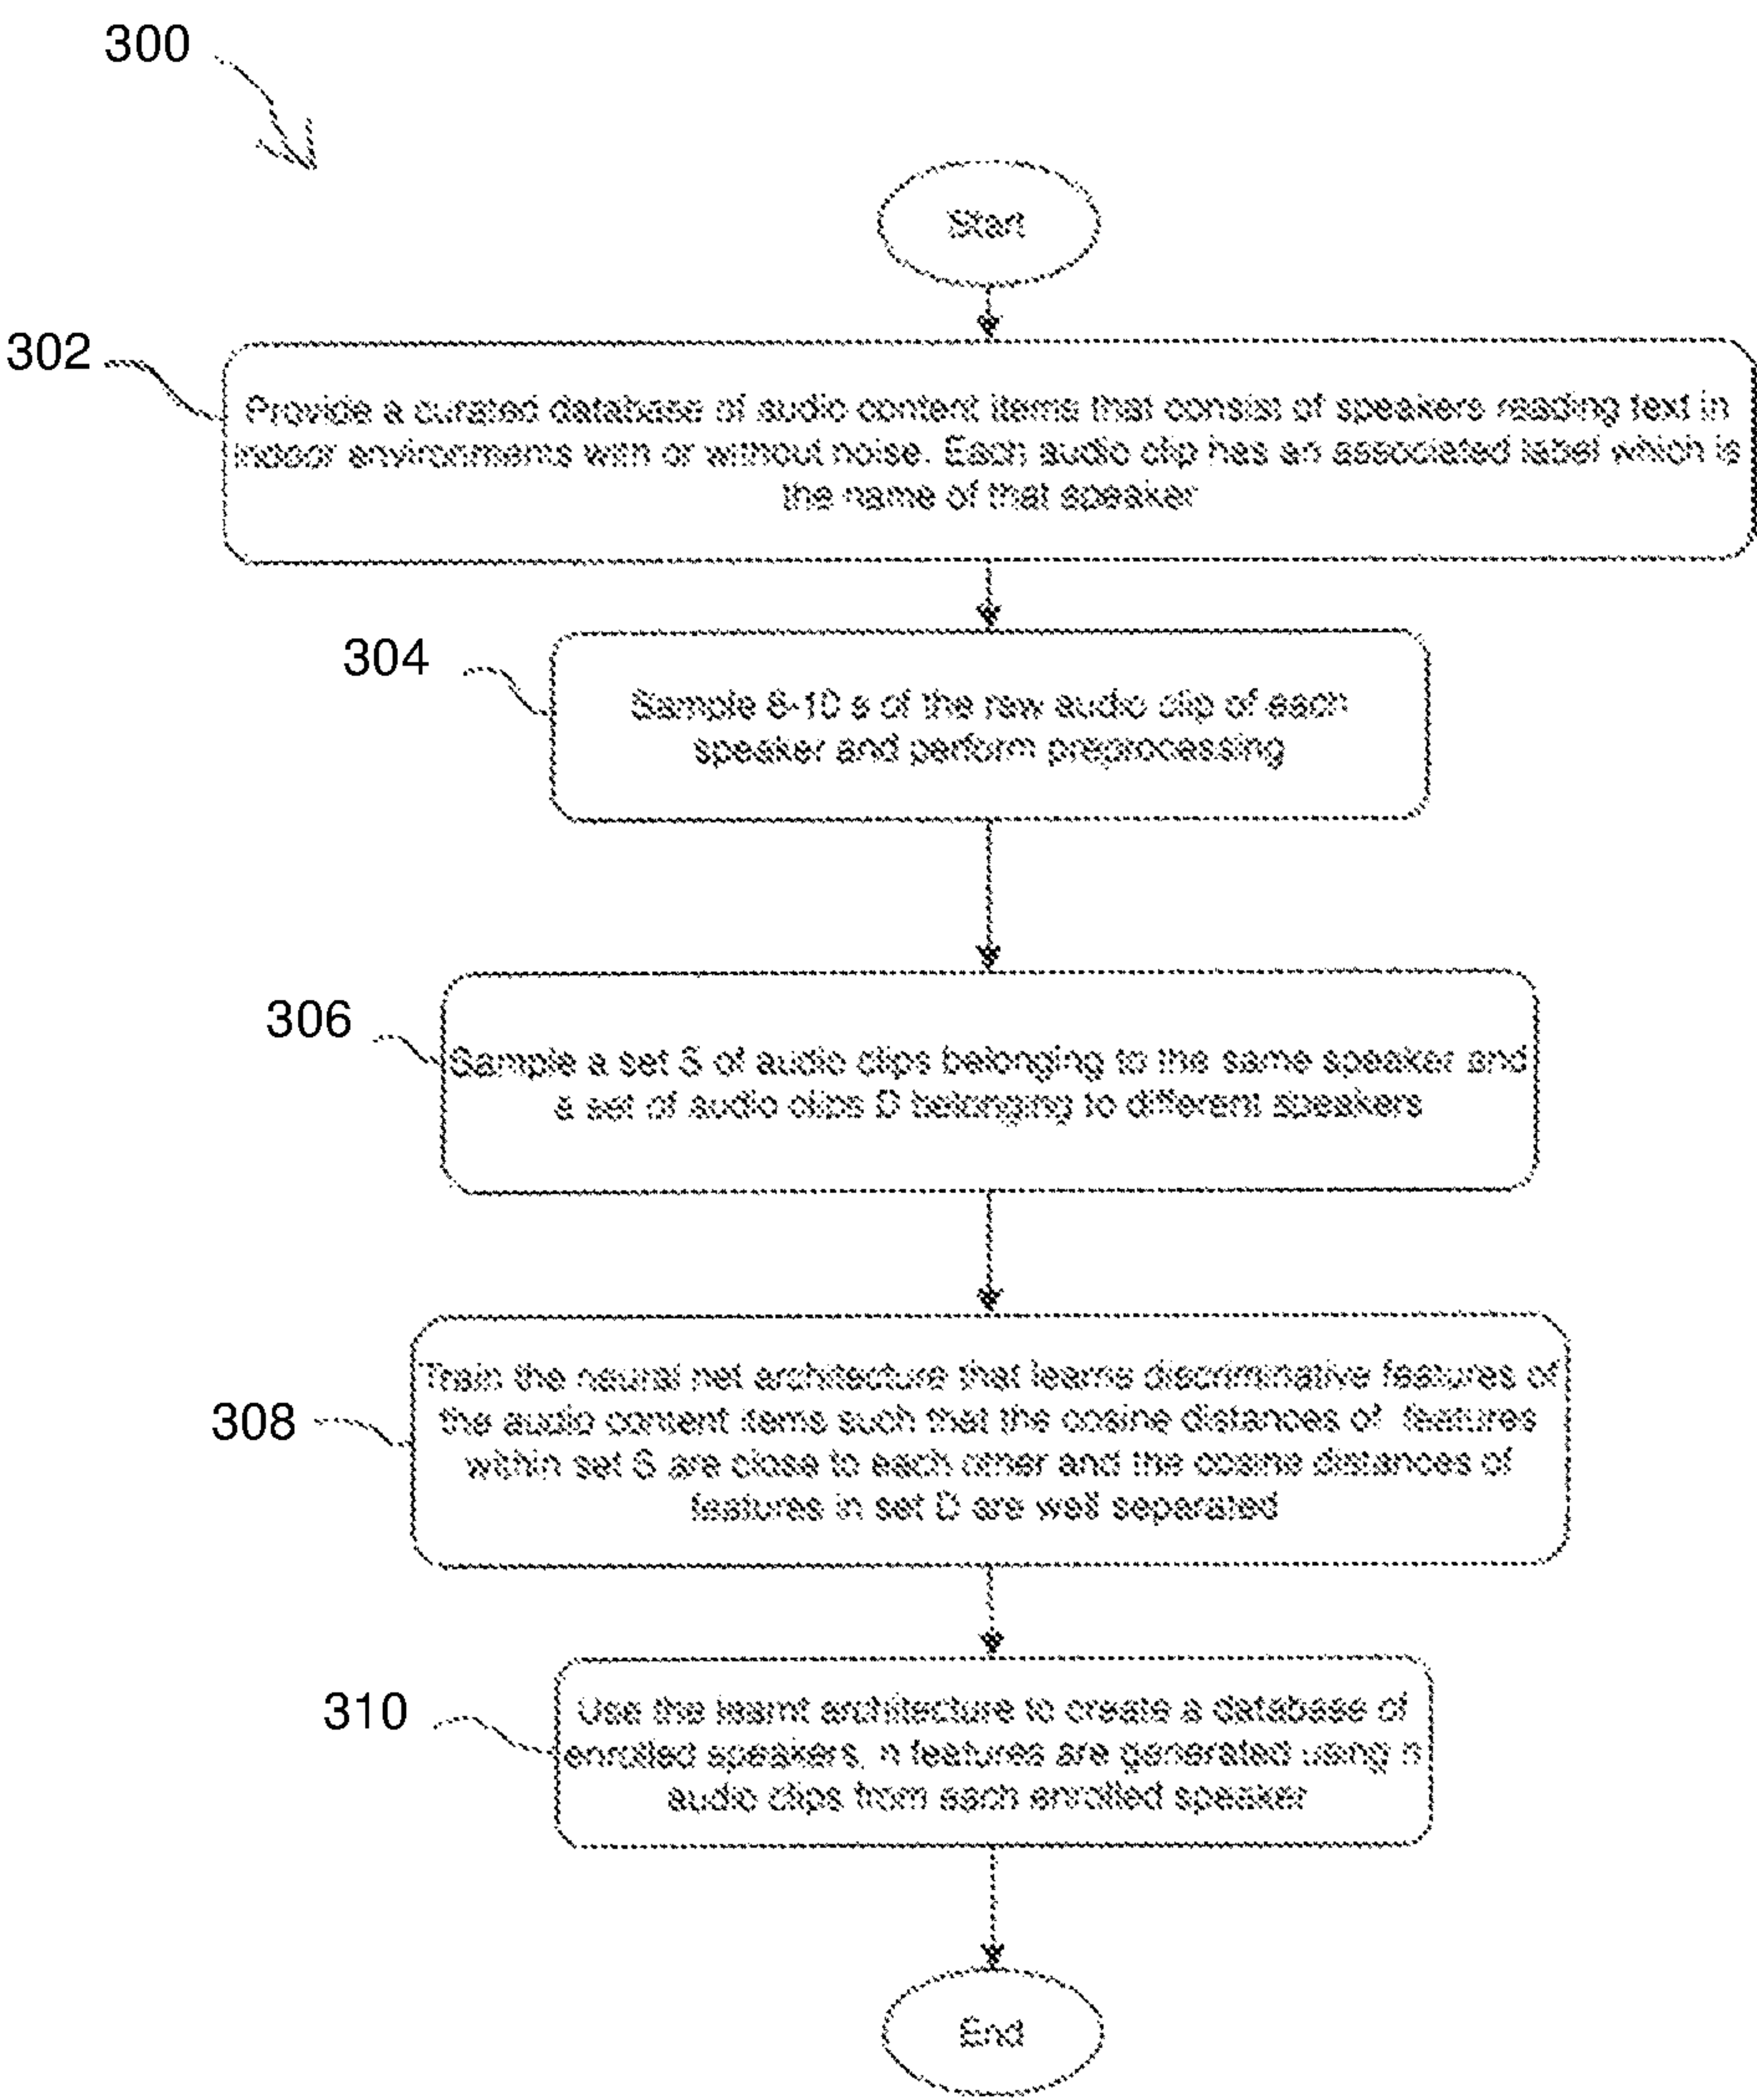 300
Start
302
Provide a curated database of audio content items that consist of speakers reading text in
indoor environments with or without noise. Each audio clip has an associated label which is
the name of that speaker
304
Sample 8-10 s of the raw audio clip of each
speaker and perform preprocessing
306
Sample a set S of audio clips belonging to the same speaker and
a set of audio clips D belonging to different speakers
308
Train the neural net architecture that learns discriminative features of
the audio content items such that the cosine distances of features
within set S are close to each other and the cosine distances of
features in set D are well separated
310
Use the learnt architecture to create a database of
enrolled speakers, n features are generated using n
audio clips from each enrolled speaker
End